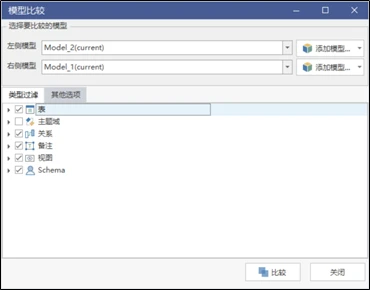 模型比较
选择要比较的模型
左侧模型 Model_2(current) 添加模型...
右侧模型 Model_1(current) 添加模型...
类型过滤 其他选项
表
主题域
关系
备注
视图
Schema
比较 关闭